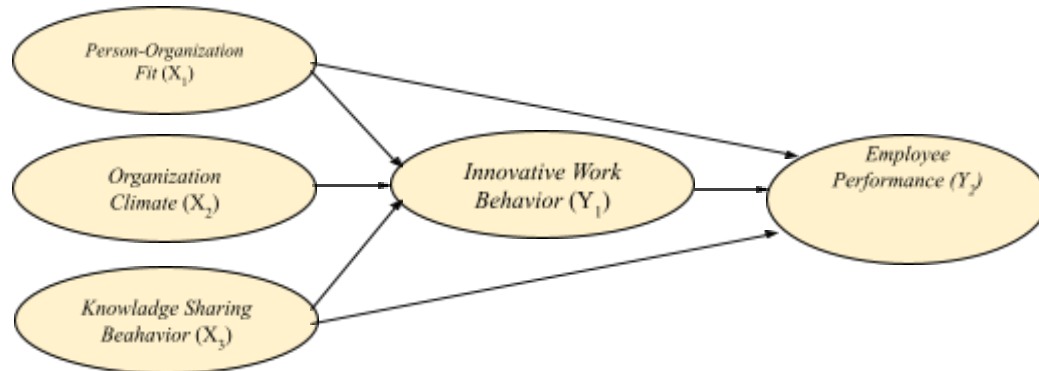 Person-Organization
Fit (X₁)
Organization
Climate (X₂)
Knowladge Sharing
Beahavior (X₃)
Innovative Work
Behavior (Y₁)
Employee
Performance (Y₂)